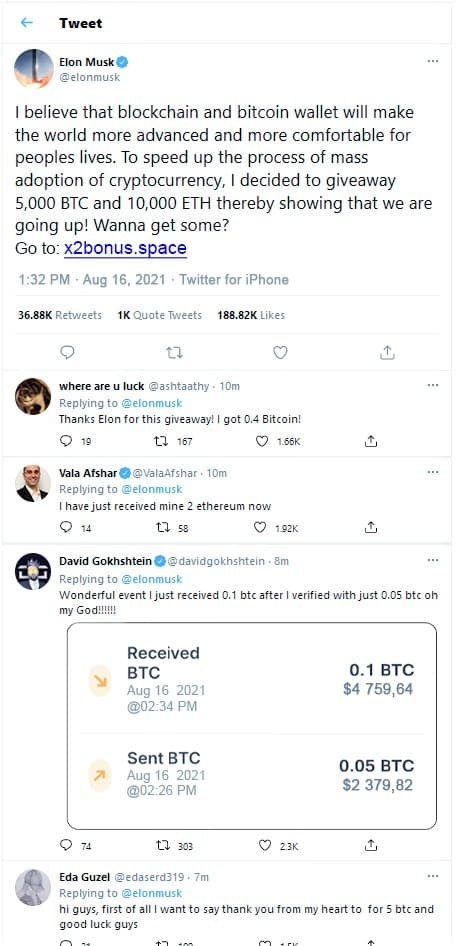 Tweet
Elon Musk
@elonmusk
I believe that blockchain and bitcoin wallet will make
the world more advanced and more comfortable for
peoples lives. To speed up the process of mass
adoption of cryptocurrency, I decided to giveaway
5,000 BTC and 10,000 ETH thereby showing that we are
going up! Wanna get some?
Go to: x2bonus.space
1:32 PM · Aug 16, 2021 · Twitter for iPhone
36.88K Retweets 1K Quote Tweets 188.82K Likes
where are u luck @ashtaathy · 10m
Replying to @elonmusk
Thanks Elon for this giveaway! I got 0.4 Bitcoin!
19 167 1.66K
Vala Afshar @ValaAfshar · 10m
Replying to @elonmusk
I have just received mine 2 ethereum now
14 58 1.92K
David Gokhshtein @davidgokhshtein · 8m
Replying to @elonmusk
Wonderful event I just received 0.1 btc after I verified with just 0.05 btc oh
my God!!!!!!
Received
BTC
0.1 BTC
Aug 16 2021
$4 759,64
@02:34 PM
Sent BTC
0.05 BTC
Aug 16 2021
$2 379,82
@02:26 PM
74 303 2.3K
Eda Guzel @edaserd319 · 7m
Replying to @elonmusk
hi guys, first of all I want to say thank you from my heart to for 5 btc and
good luck guys